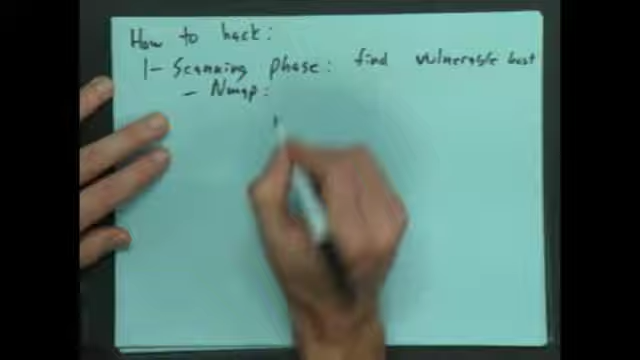 How to hack:
1- Scanning phase: find vulnerable host
- Nmap: